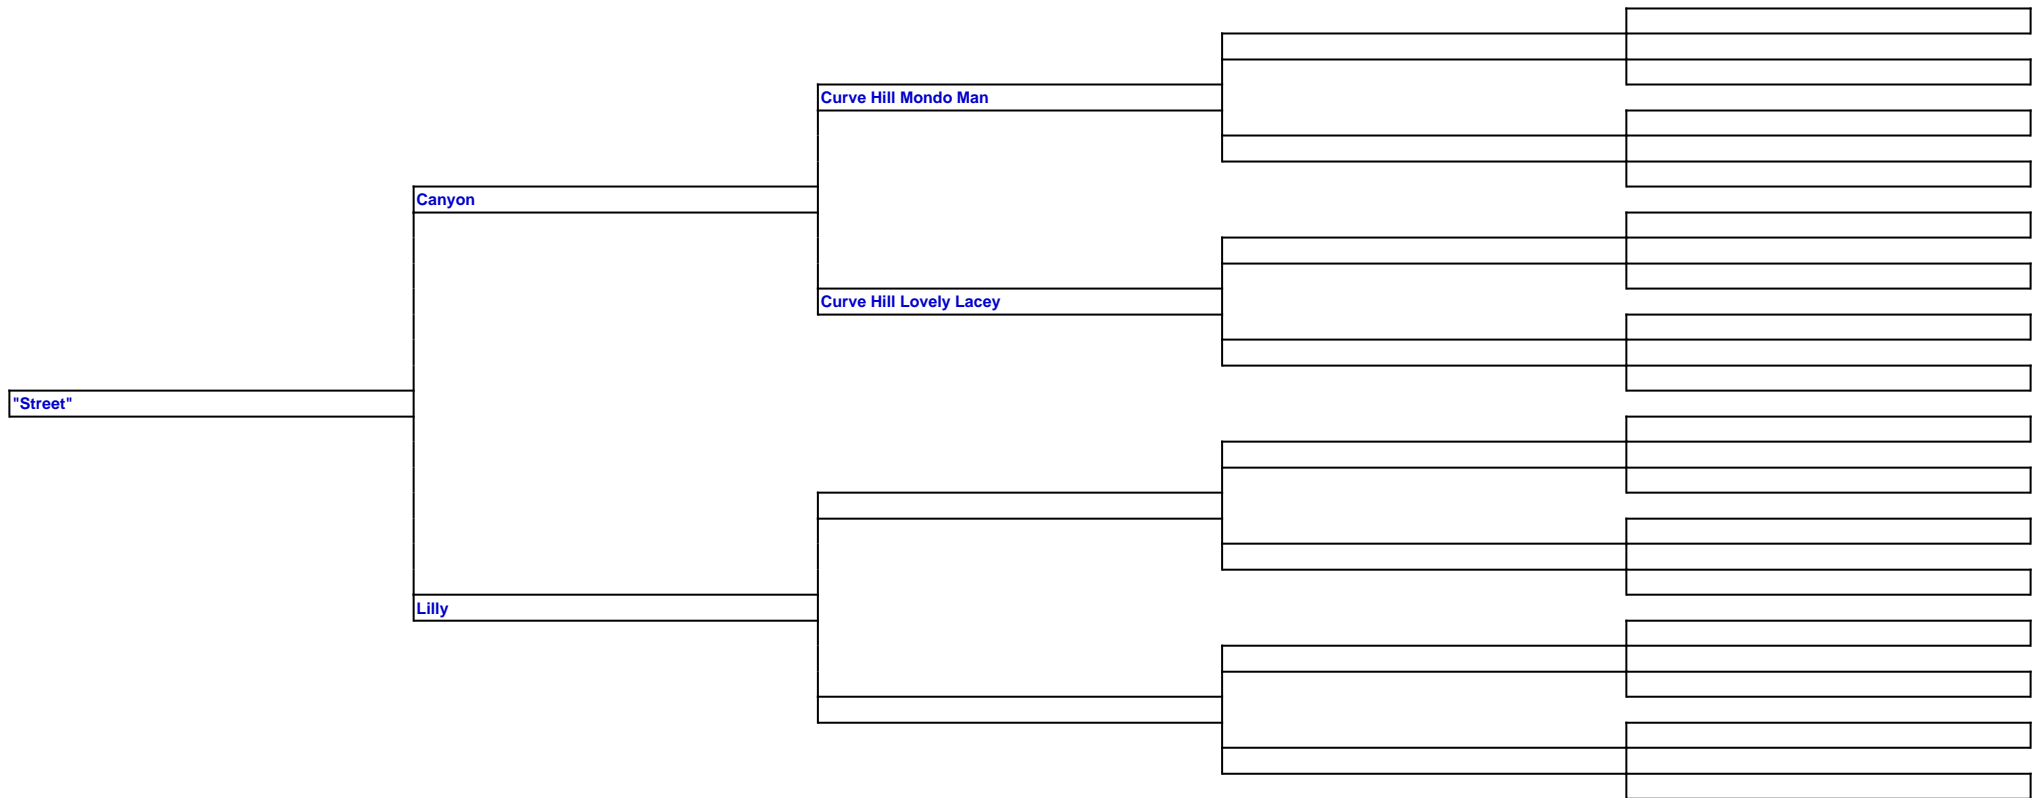 Curve Hill Mondo Man
Canyon
Curve Hill Lovely Lacey
"Street"
Lilly